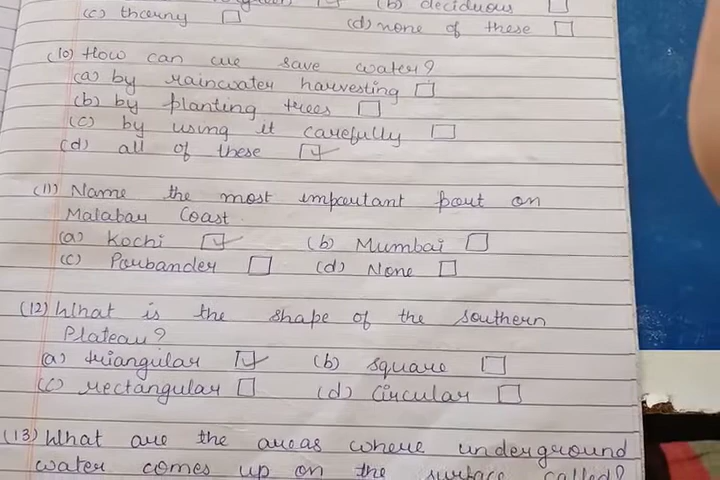 (b) deciduous
(c) thorny (d) none of these
(10) How can we save water?
(a) by rainwater harvesting
(b) by planting trees
(c) by using it carefully
(d) all of these
(11) Name the most important port on
Malabar Coast.
(a) Kochi (b) Mumbai
(c) Porbander (d) None
(12) What is the shape of the southern
Plateau?
(a) triangular (b) square
(c) rectangular (d) Circular
(13) What are the areas where underground
water comes up on the surface called?